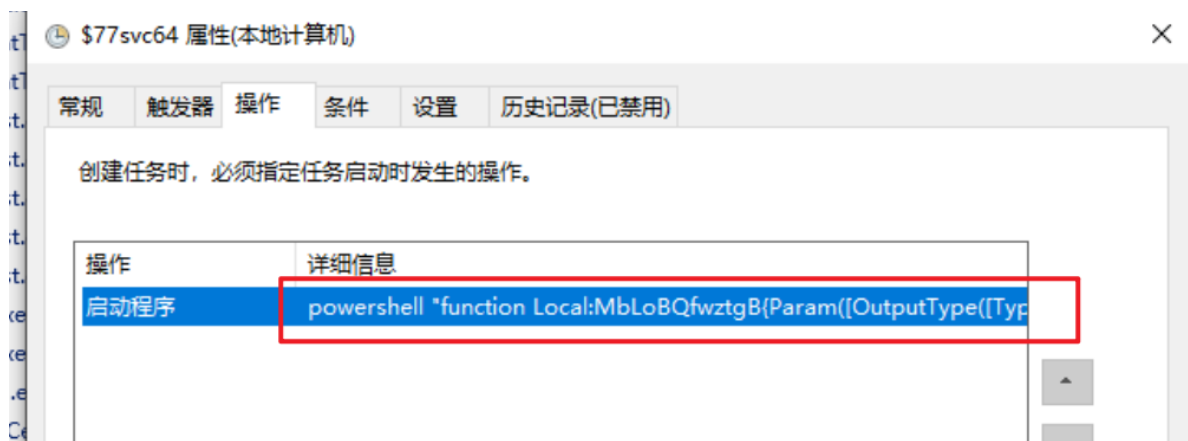 $77svc64 属性(本地计算机)
常规 触发器 操作 条件 设置 历史记录(已禁用)
创建任务时，必须指定任务启动时发生的操作。
操作 详细信息
启动程序 powershell "function Local:MbLoBQfwztgB{Param([OutputType([Typ